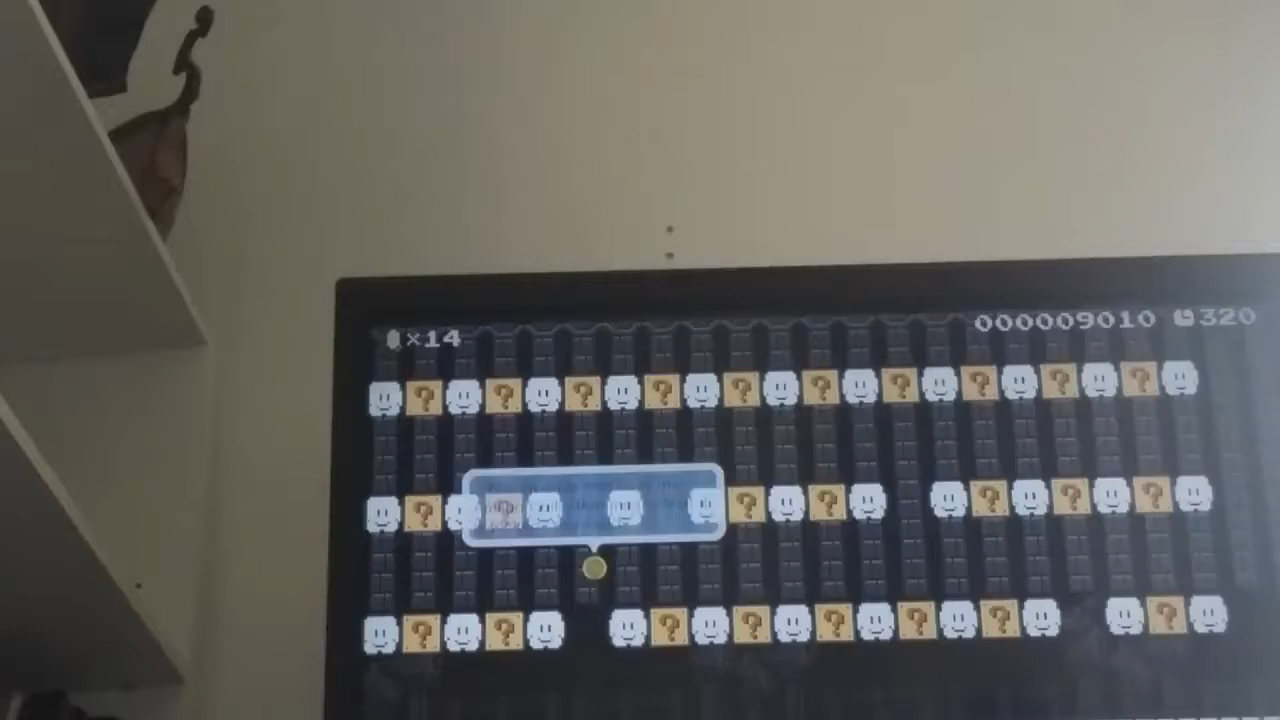 ×14
000009010 320
? ? ? ? ? ? ? ? ? ?
? ? ? ? ? ? ?
? ? ? ? ? ? ? ?